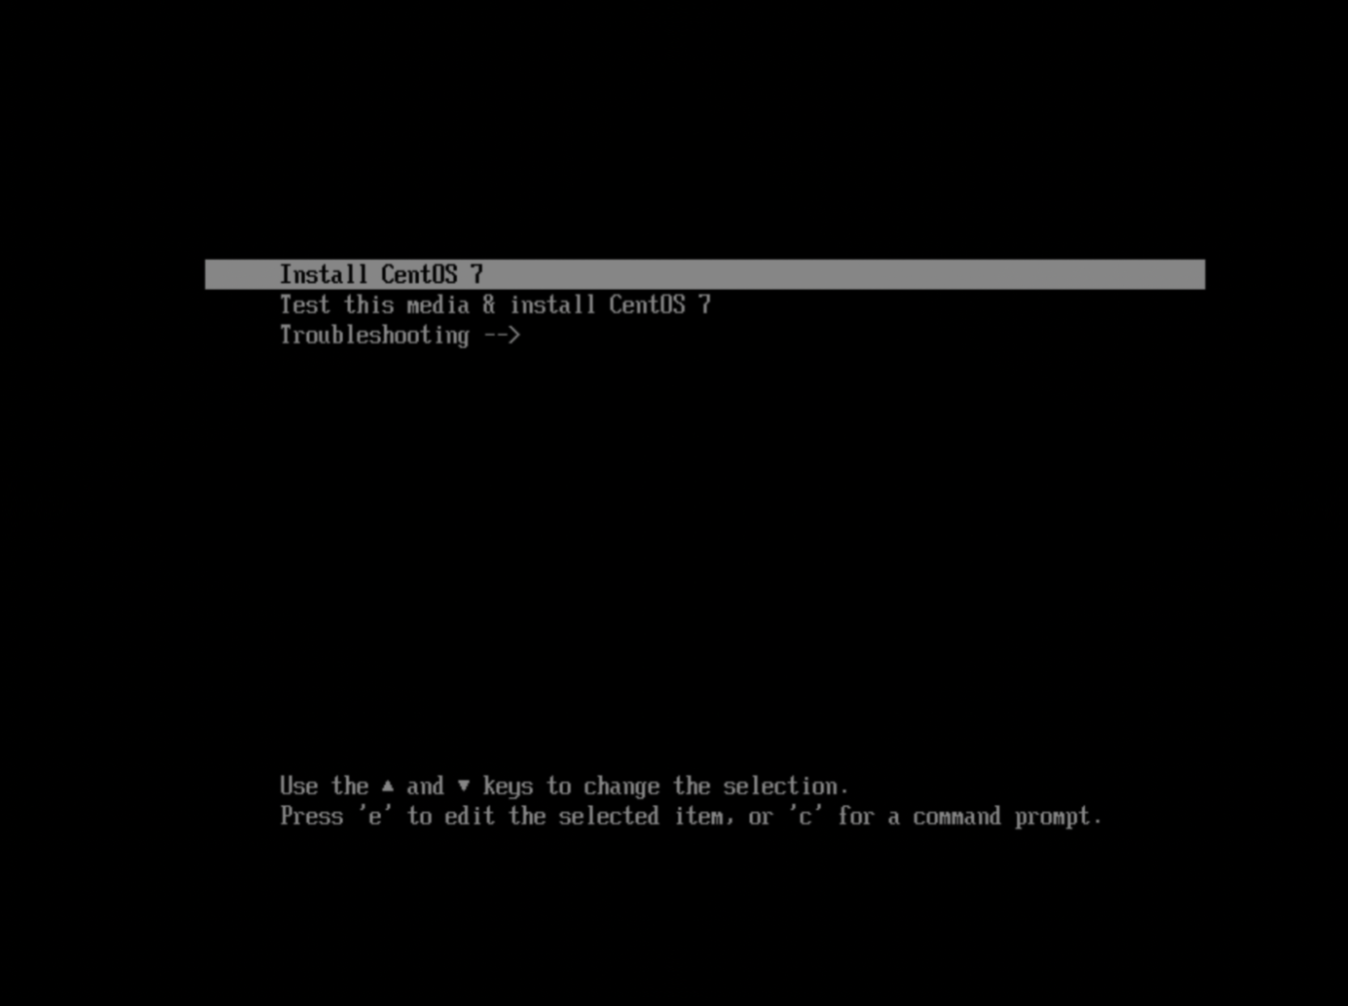 Install CentOS 7
Test this media & install CentOS 7
Troubleshooting -->
Use the ▲ and ▼ keys to change the selection.
Press 'e' to edit the selected item, or 'c' for a command prompt.